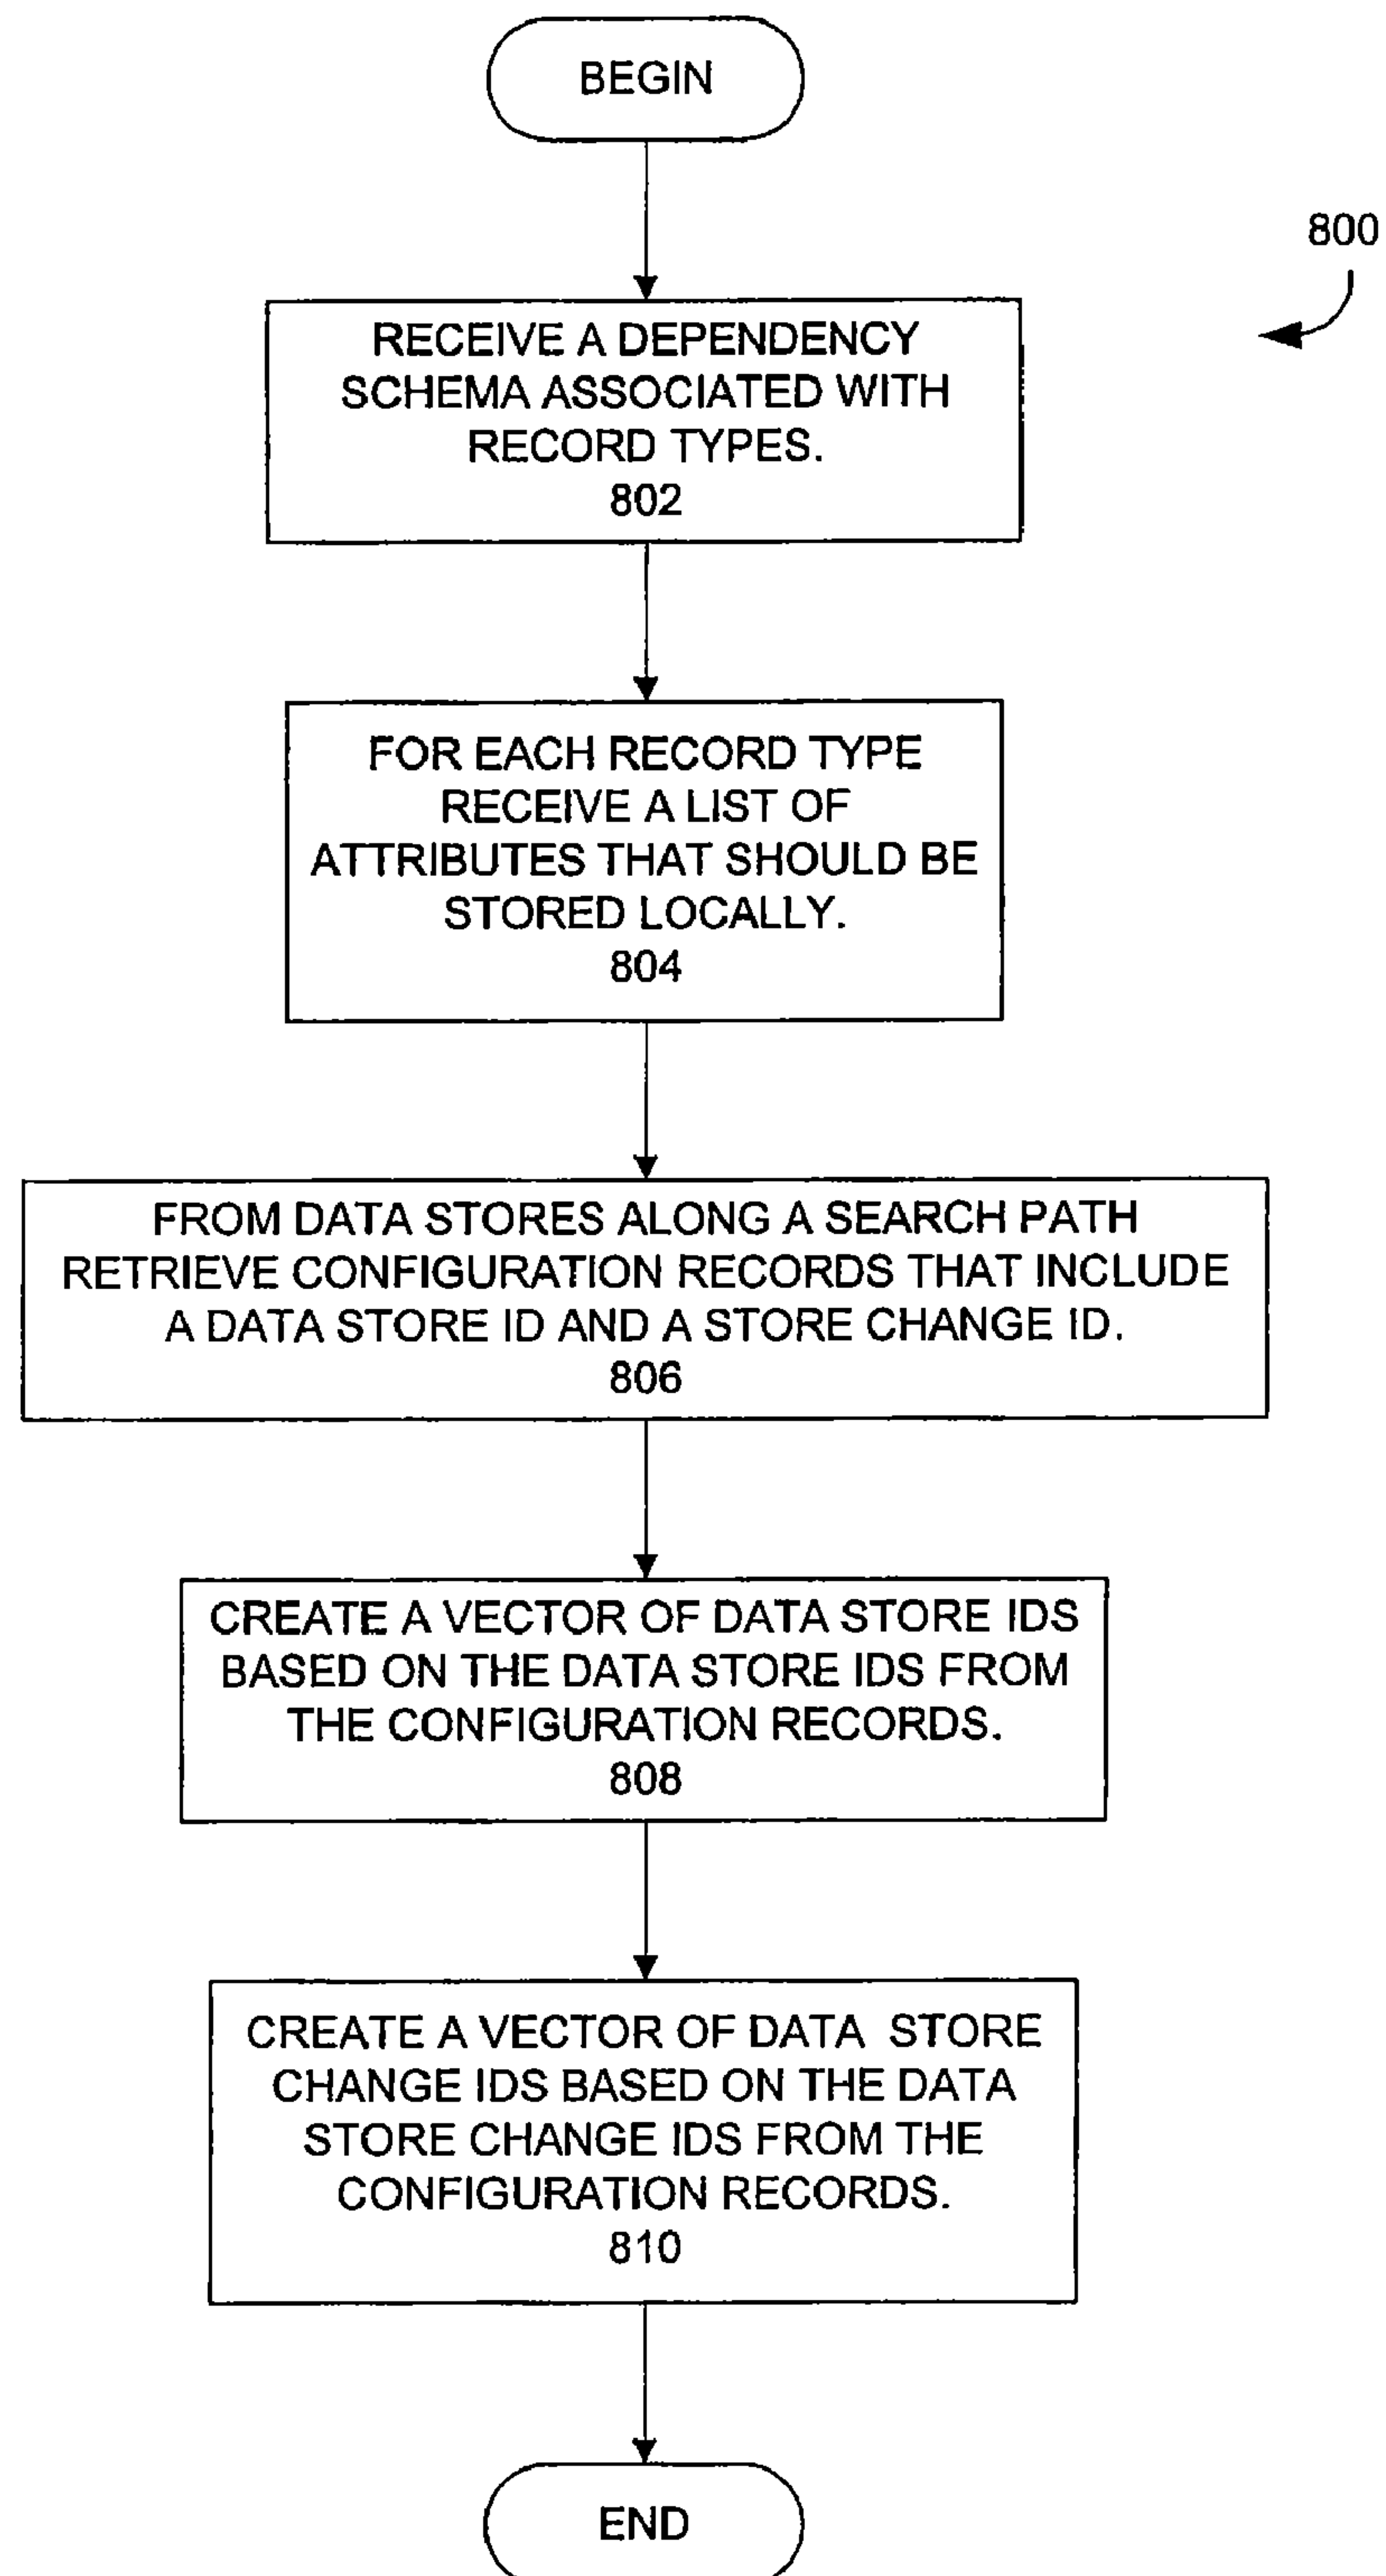 BEGIN
800
RECEIVE A DEPENDENCY
SCHEMA ASSOCIATED WITH
RECORD TYPES.
802
FOR EACH RECORD TYPE
RECEIVE A LIST OF
ATTRIBUTES THAT SHOULD BE
STORED LOCALLY.
804
FROM DATA STORES ALONG A SEARCH PATH
RETRIEVE CONFIGURATION RECORDS THAT INCLUDE
A DATA STORE ID AND A STORE CHANGE ID.
806
CREATE A VECTOR OF DATA STORE IDS
BASED ON THE DATA STORE IDS FROM
THE CONFIGURATION RECORDS.
808
CREATE A VECTOR OF DATA STORE
CHANGE IDS BASED ON THE DATA
STORE CHANGE IDS FROM THE
CONFIGURATION RECORDS.
810
END